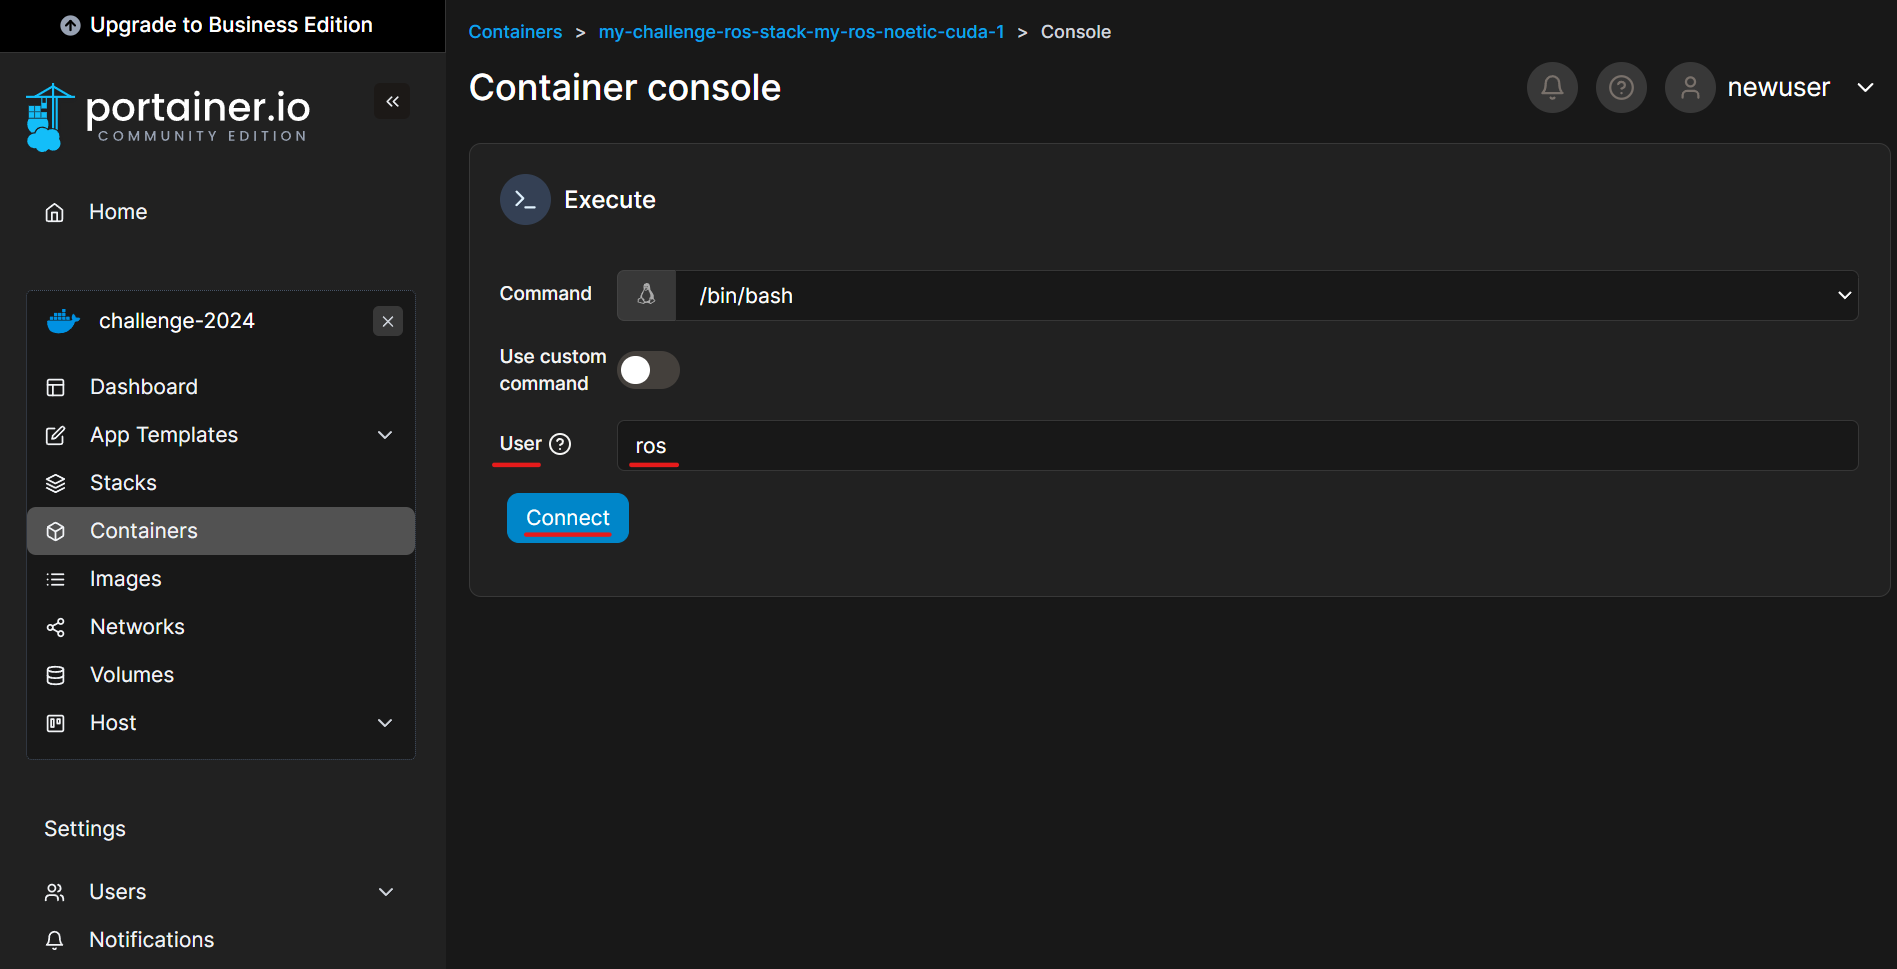 Upgrade to Business Edition
portainer.io
COMMUNITY EDITION
Home
challenge-2024
Dashboard
App Templates
Stacks
Containers
Images
Networks
Volumes
Host
Settings
Users
Notifications
Containers > my-challenge-ros-stack-my-ros-noetic-cuda-1 > Console
Container console
newuser
Execute
Command /bin/bash
Use custom
command
User ros
Connect